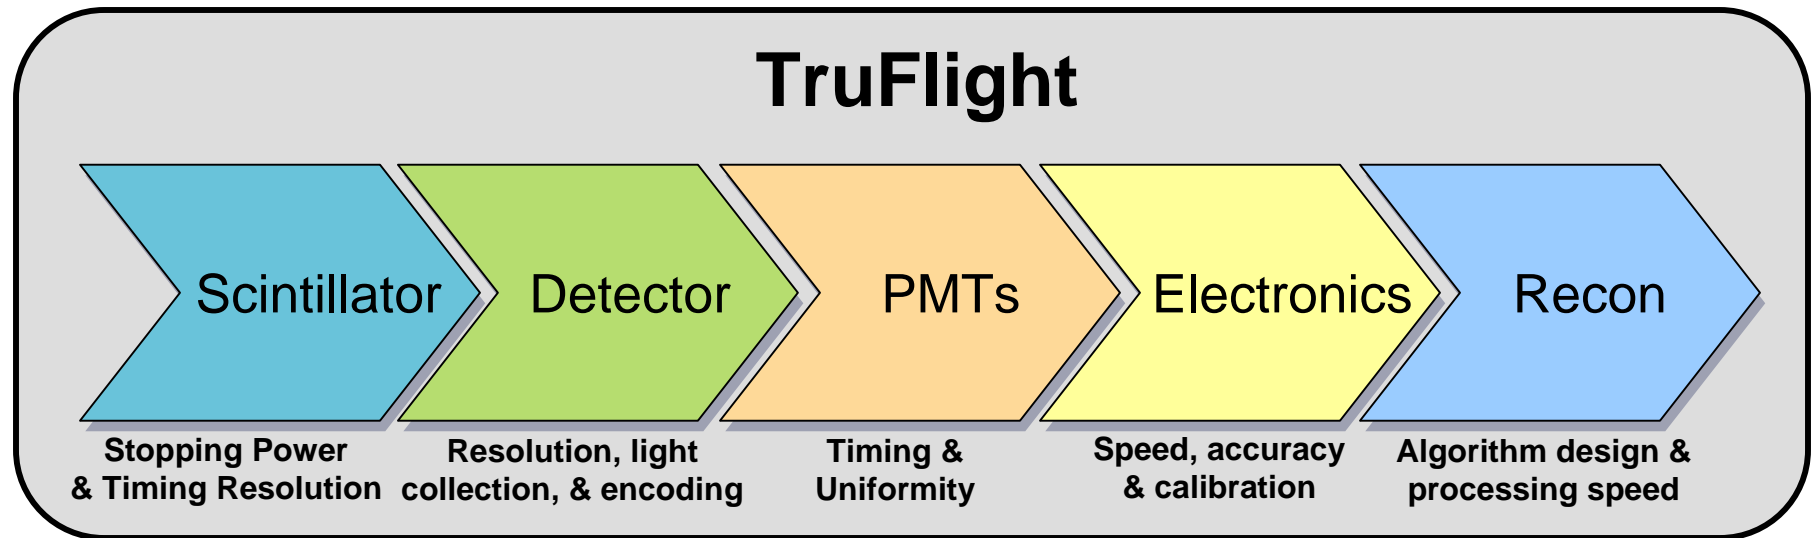 TruFlight
Scintillator
Detector
PMTs
Electronics
Recon
Stopping Power
& Timing Resolution
Resolution, light
collection, & encoding
Timing &
Uniformity
Speed, accuracy
& calibration
Algorithm design &
processing speed